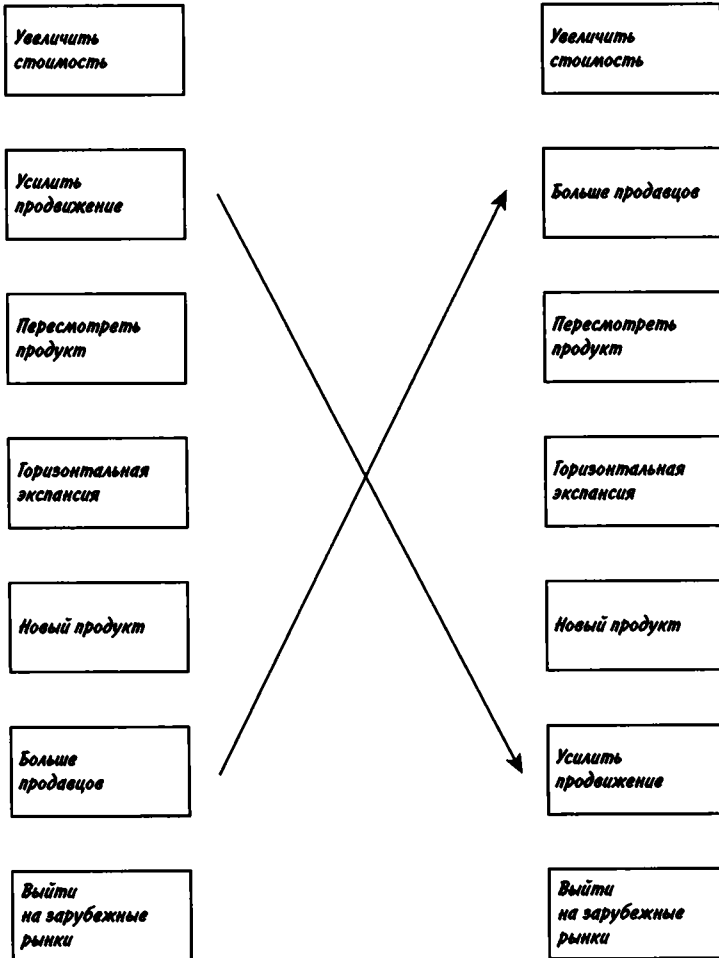 Увеличить
стоимость
Усилить
продвижение
Пересмотреть
продукт
Горизонтальная
экспансия
Новый продукт
Больше
продавцов
Выйти
на зарубежные
рынки
Увеличить
стоимость
Больше продавцов
Пересмотреть
продукт
Горизонтальная
экспансия
Новый продукт
Усилить
продвижение
Выйти
на зарубежные
рынки